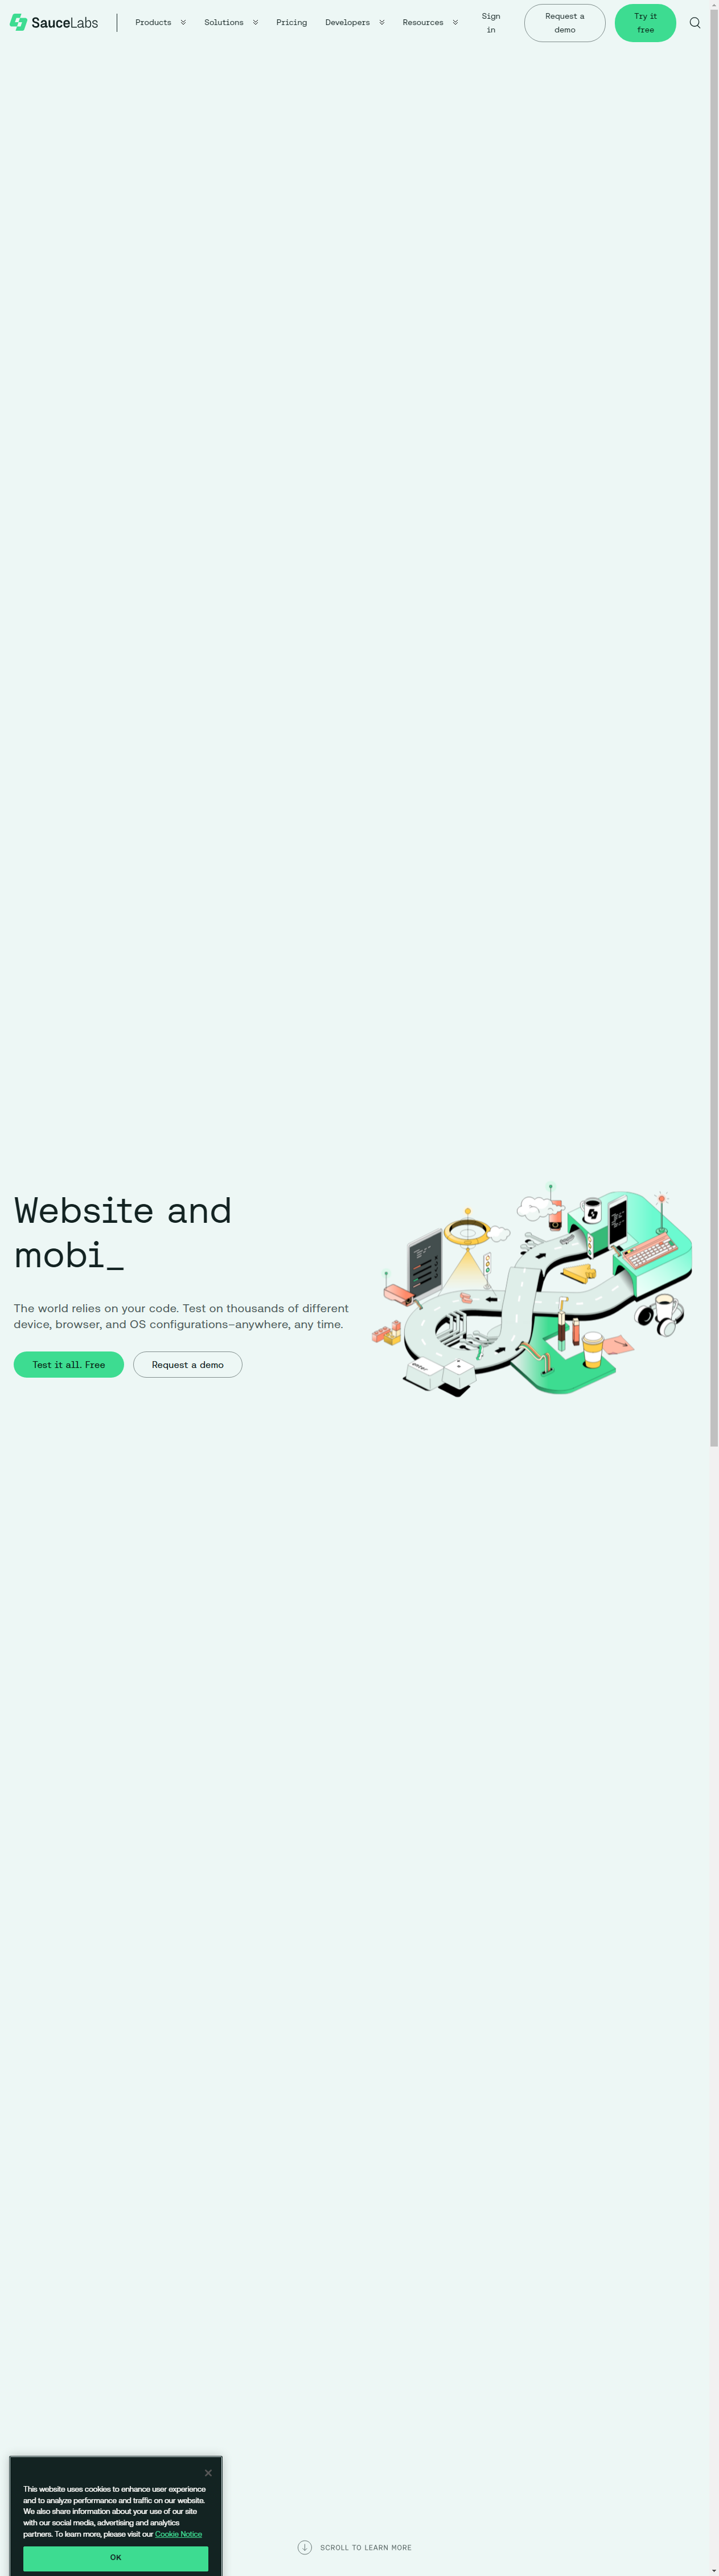 SauceLabs
Products
Solutions
Pricing
Developers
Resources
Sign
in
Request a
demo
Try it
free
Website and
mobi_
The world relies on your code. Test on thousands of different
device, browser, and OS configurations–anywhere, any time.
Test it all. Free
Request a demo
This website uses cookies to enhance user experience
and to analyze performance and traffic on our website.
We also share information about your use of our site
with our social media, advertising and analytics
partners. To learn more, please visit our Cookie Notice
OK
SCROLL TO LEARN MORE